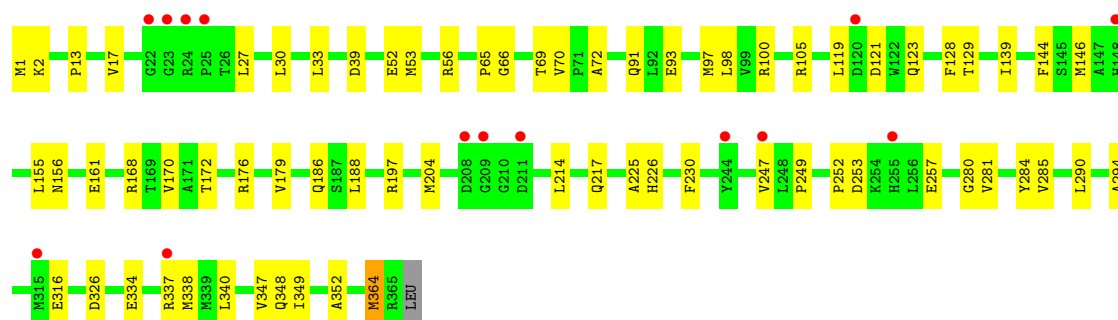 M1 K2 P13 V17 G22 G23 R24 P25 T26 L27 L30 L33 D39 E52 M53 R56 P65 G66 T69 V70 P71 A72 Q91 L92 E93 M97 L98 V99 R100 R105 L119 D120 D121 W122 Q123 F128 T129 I139 F144 S145 M146 A147 H148
L155 N156 E161 R168 T169 V170 A171 T172 R176 V179 Q186 S187 L188 R197 M204 D208 G209 G210 D211 L214 Q217 A225 H226 F230 Y244 V247 L248 P249 P252 D253 K254 H255 L256 E257 G280 V281 Y284 V285 L290 A294
M315 E316 D326 E334 R337 M338 M339 L340 V347 Q348 I349 A352 M364 R365 LEU